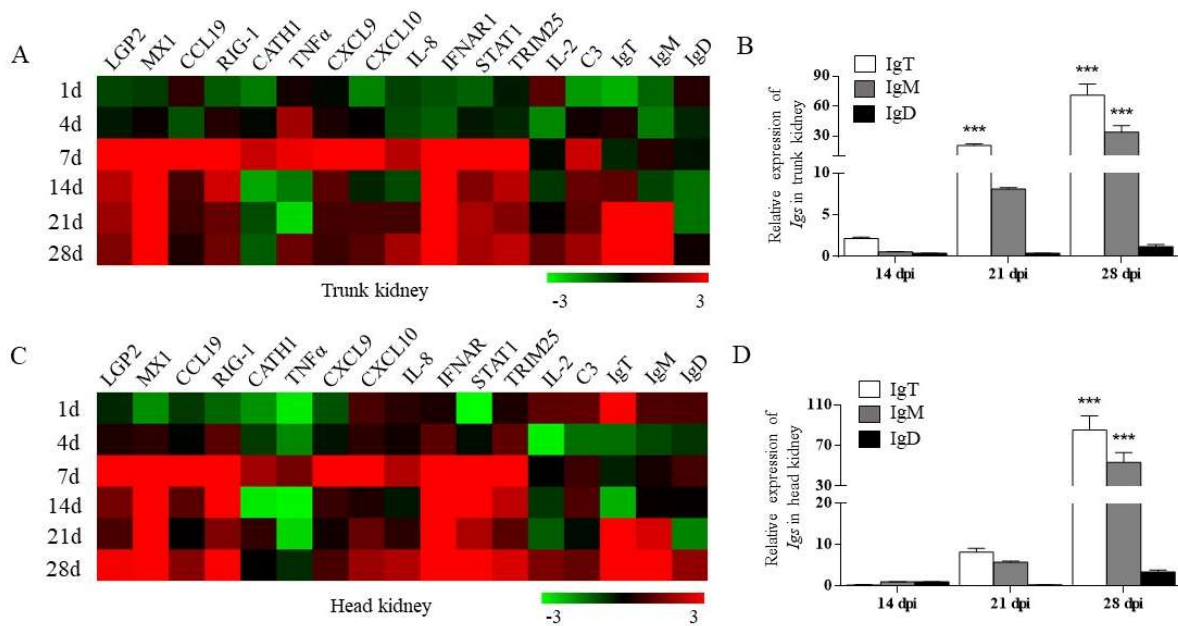 A
LGP2 MX1 CCL19 RIG-1 CATH1 TNFα CXCL9 CXCL10 IL-8 IFNAR1 STAT1 TRIM25 IL-2 C3 IgT IgM IgD
1d
4d
7d
14d
21d
28d
Trunk kidney
-3 3
B
IgT
IgM
IgD
Relative expression of
Igs in trunk kidney
90
60
30
10
5
0
***
***
***
14 dpi 21 dpi 28 dpi
C
LGP2 MX1 CCL19 RIG-1 CATH1 TNFα CXCL9 CXCL10 IL-8 IFNAR STAT1 TRIM25 IL-2 C3 IgT IgM IgD
1d
4d
7d
14d
21d
28d
Head kidney
-3 3
D
IgT
IgM
IgD
Relative expression of
Igs in head kidney
110
70
30
20
10
0
***
***
14 dpi 21 dpi 28 dpi